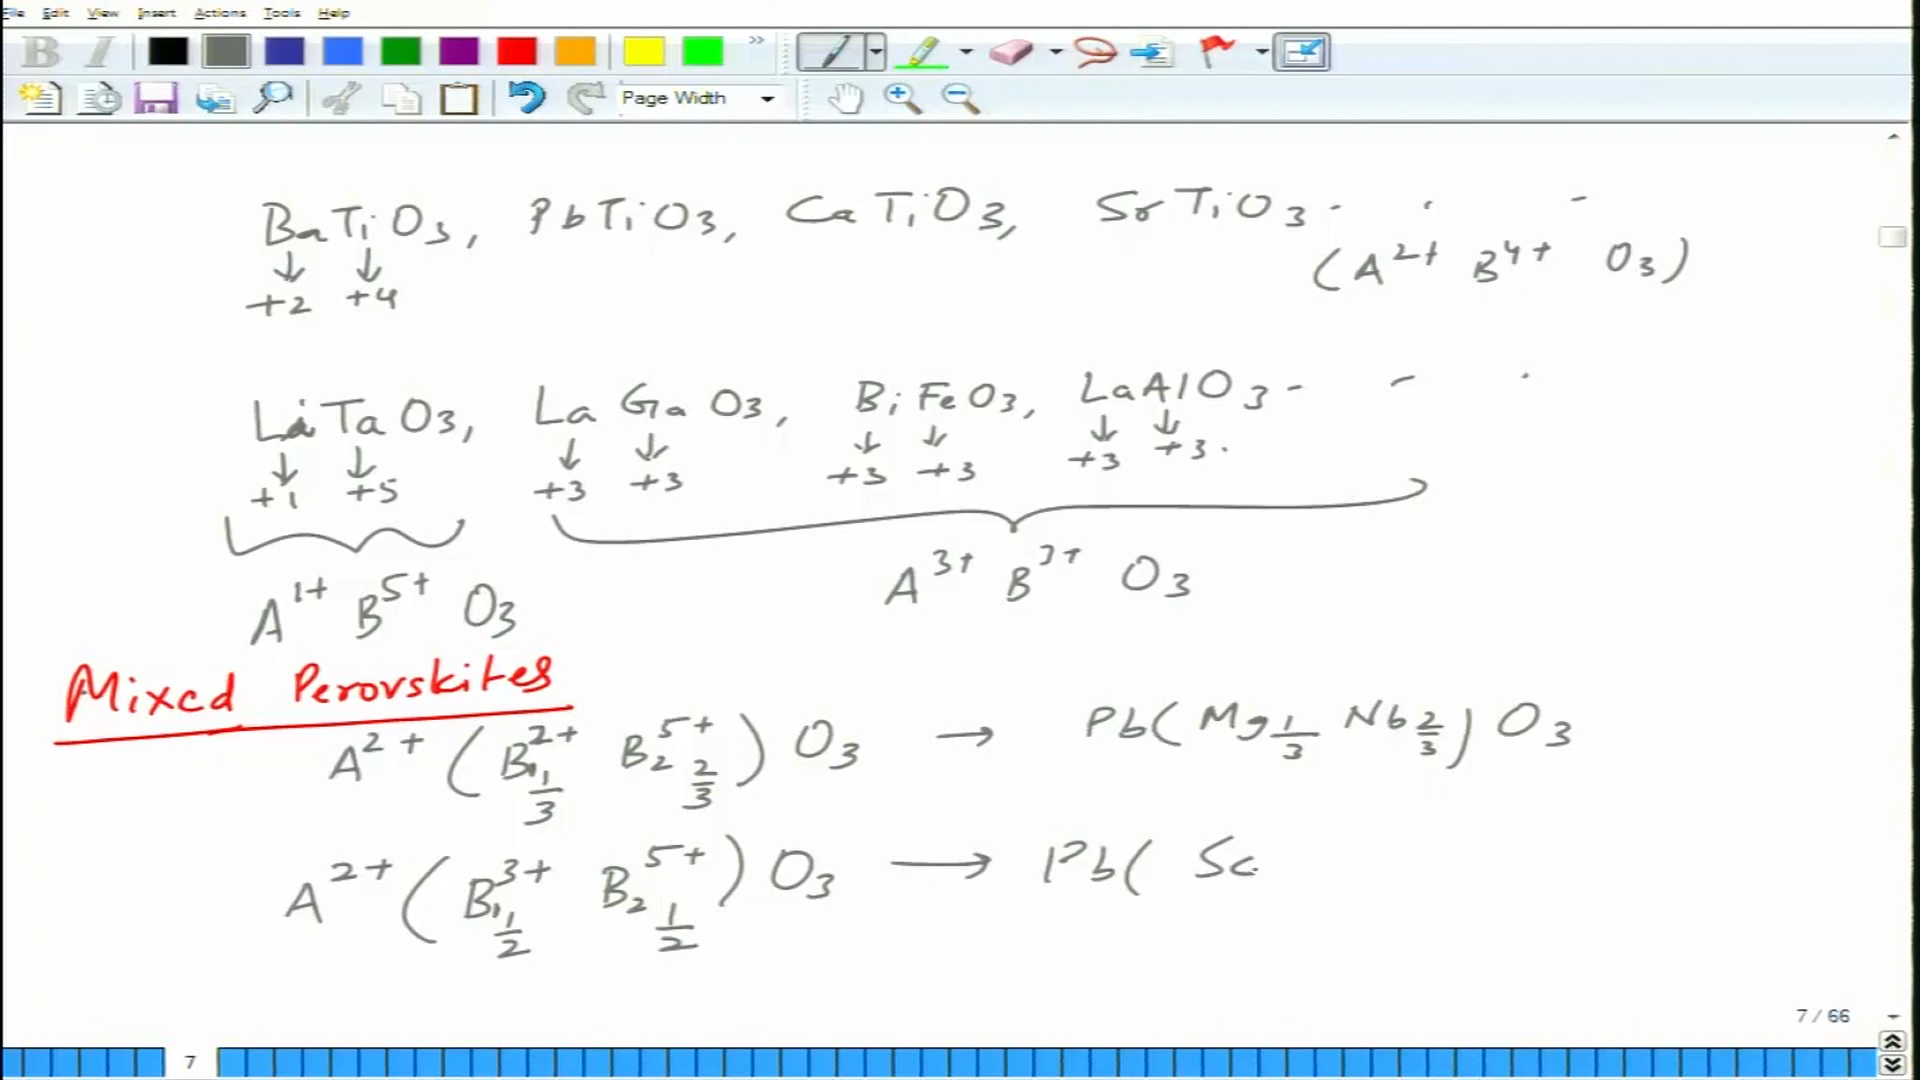 File Edit View Insert Actions Tools Help
B I »
Page Width
BaTiO3, PbTiO3, CaTiO3, SrTiO3 - . -
↓ ↓ (A2+ B4+ O3)
+2 +4
LiTaO3, LaGaO3, BiFeO3, LaAlO3 - - .
↓ ↓ ↓ ↓ ↓ ↓ ↓ ↓
+1 +5 +3 +3 +3 +3 +3 +3.
A1+ B5+ O3 A3+ B3+ O3
Mixed Perovskites
A2+ (B1 2+ 1/3 B2 5+ 2/3) O3 → Pb(Mg1/3 Nb2/3)O3
A2+ (B1 3+ 1/2 B2 5+ 1/2) O3 → Pb( Sc
7 / 66
7